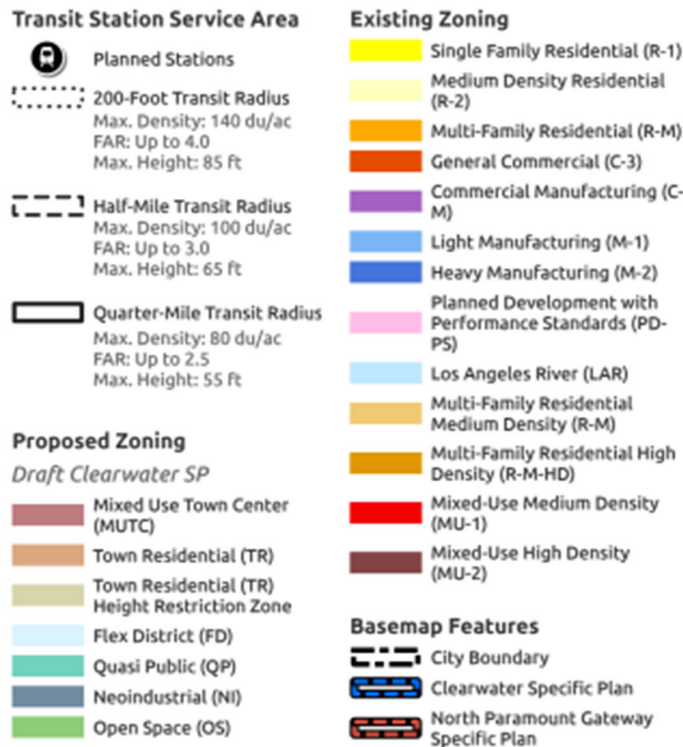 Transit Station Service Area
Planned Stations
200-Foot Transit Radius
Max. Density: 140 du/ac
FAR: Up to 4.0
Max. Height: 85 ft
Half-Mile Transit Radius
Max. Density: 100 du/ac
FAR: Up to 3.0
Max. Height: 65 ft
Quarter-Mile Transit Radius
Max. Density: 80 du/ac
FAR: Up to 2.5
Max. Height: 55 ft
Proposed Zoning
Draft Clearwater SP
Mixed Use Town Center
(MUTC)
Town Residential (TR)
Town Residential (TR)
Height Restriction Zone
Flex District (FD)
Quasi Public (QP)
Neoindustrial (NI)
Open Space (OS)
Existing Zoning
Single Family Residential (R-1)
Medium Density Residential
(R-2)
Multi-Family Residential (R-M)
General Commercial (C-3)
Commercial Manufacturing (C-
M)
Light Manufacturing (M-1)
Heavy Manufacturing (M-2)
Planned Development with
Performance Standards (PD-
PS)
Los Angeles River (LAR)
Multi-Family Residential
Medium Density (R-M)
Multi-Family Residential High
Density (R-M-HD)
Mixed-Use Medium Density
(MU-1)
Mixed-Use High Density
(MU-2)
Basemap Features
City Boundary
Clearwater Specific Plan
North Paramount Gateway
Specific Plan